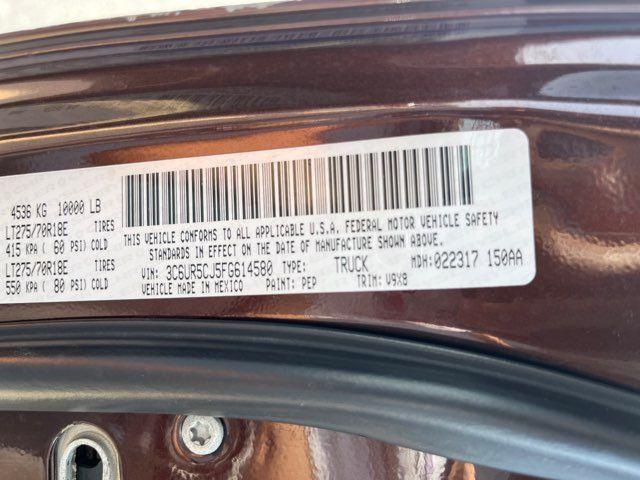 4536 KG 10000 LB
LT275/70R18E TIRES
415 KPA ( 60 PSI) COLD
LT275/70R18E TIRES
550 KPA ( 80 PSI) COLD
THIS VEHICLE CONFORMS TO ALL APPLICABLE U.S.A. FEDERAL MOTOR VEHICLE SAFETY
STANDARDS IN EFFECT ON THE DATE OF MANUFACTURE SHOWN ABOVE.
VIN: 3C6UR5CJ5FG614580 TYPE: TRUCK MDH:022317 150AA
VEHICLE MADE IN MEXICO PAINT: PEP TRIM: V9X8